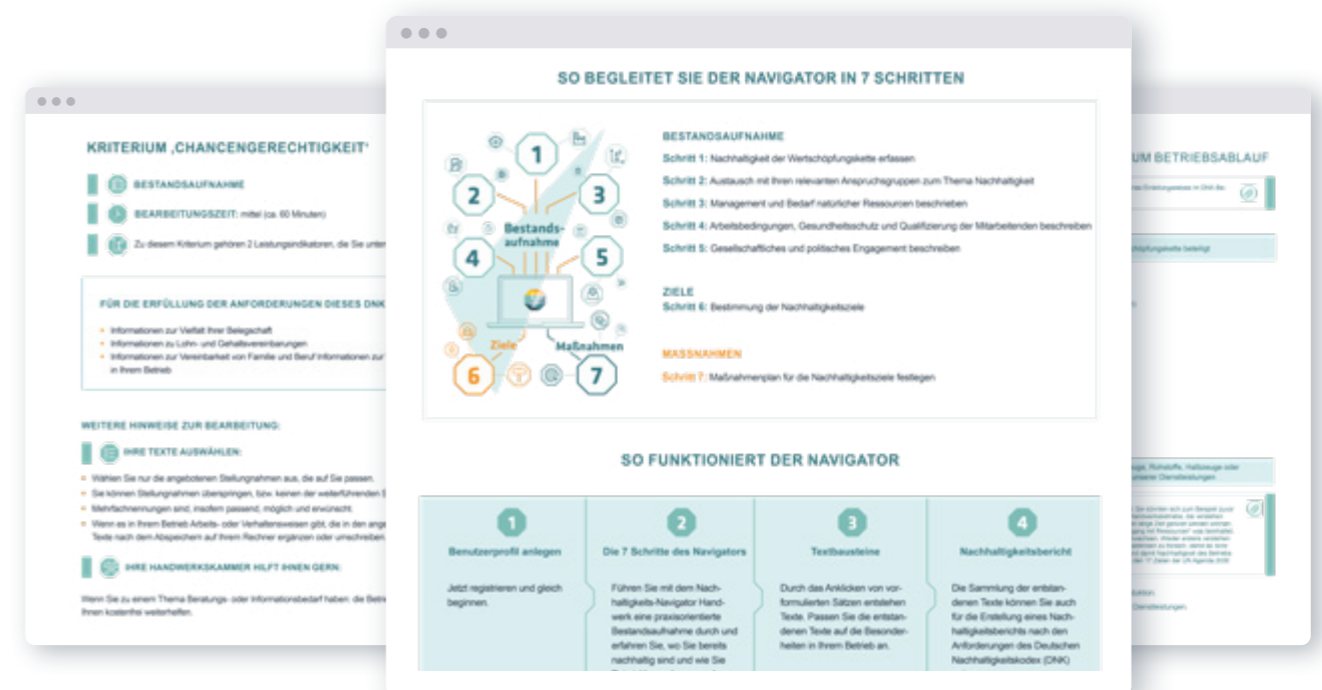 KRITERIUM ‚CHANCENGERECHTIGKEIT‘
BESTANDSAUFNAHME
BEARBEITUNGSZEIT: mittel (ca. 60 Minuten)
Zu diesem Kriterium gehören 2 Leistungsindikatoren, die Sie unter
FÜR DIE ERFÜLLUNG DER ANFORDERUNGEN DIESES DNK
Informationen zur Vielfalt Ihrer Belegschaft
Informationen zu Lohn- und Gehaltsvereinbarungen
Informationen zur Vereinbarkeit von Familie und Beruf Informationen zur
in Ihrem Betrieb
WEITERE HINWEISE ZUR BEARBEITUNG:
IHRE TEXTE AUSWÄHLEN:
Wählen Sie nur die angebotenen Stellungnahmen aus, die auf Sie passen.
Sie können Stellungnahmen überspringen, bzw. keinen der weiterführenden S
Mehrfachnennungen sind, insofern passend, möglich und erwünscht.
Wenn es in Ihrem Betrieb Arbeits- oder Verhaltensweisen gibt, die in den ange
Texte nach dem Abspeichern auf Ihrem Rechner ergänzen oder umschreiben.
IHRE HANDWERKSKAMMER HILFT IHNEN GERN:
Wenn Sie zu einem Thema Beratungs- oder Informationsbedarf haben: die Betrie
Ihnen kostenfrei weiterhelfen.
SO BEGLEITET SIE DER NAVIGATOR IN 7 SCHRITTEN
1
2
3
Bestands-
aufnahme
4
5
Ziele
Maßnahmen
6
7
BESTANDSAUFNAHME
Schritt 1: Nachhaltigkeit der Wertschöpfungskette erfassen
Schritt 2: Austausch mit Ihren relevanten Anspruchsgruppen zum Thema Nachhaltigkeit
Schritt 3: Management und Bedarf natürlicher Ressourcen beschrieben
Schritt 4: Arbeitsbedingungen, Gesundheitsschutz und Qualifizierung der Mitarbeitenden beschreiben
Schritt 5: Gesellschaftliches und politisches Engagement beschreiben
ZIELE
Schritt 6: Bestimmung der Nachhaltigkeitsziele
MASSNAHMEN
Schritt 7: Maßnahmenplan für die Nachhaltigkeitsziele festlegen
SO FUNKTIONIERT DER NAVIGATOR
1
Benutzerprofil anlegen
Jetzt registrieren und gleich
beginnen.
2
Die 7 Schritte des Navigators
Führen Sie mit dem Nach-
haltigkeits-Navigator Hand-
werk eine praxisorientierte
Bestandsaufnahme durch und
erfahren Sie, wo Sie bereits
nachhaltig sind und wie Sie
3
Textbausteine
Durch das Anklicken von vor-
formulierten Sätzen entstehen
Texte. Passen Sie die entstan-
denen Texte auf die Besonder-
heiten in Ihrem Betrieb an.
4
Nachhaltigkeitsbericht
Die Sammlung der entstan-
denen Texte können Sie auch
für die Erstellung eines Nach-
haltigkeitsberichts nach den
Anforderungen des Deutschen
Nachhaltigkeitskodex (DNK)
UM BETRIEBSABLAUF
höpfungskette beteiligt
uge, Rohstoffe, Halbzeuge oder
unserer Dienstleistungen
duktion.
Dienstleistungen.